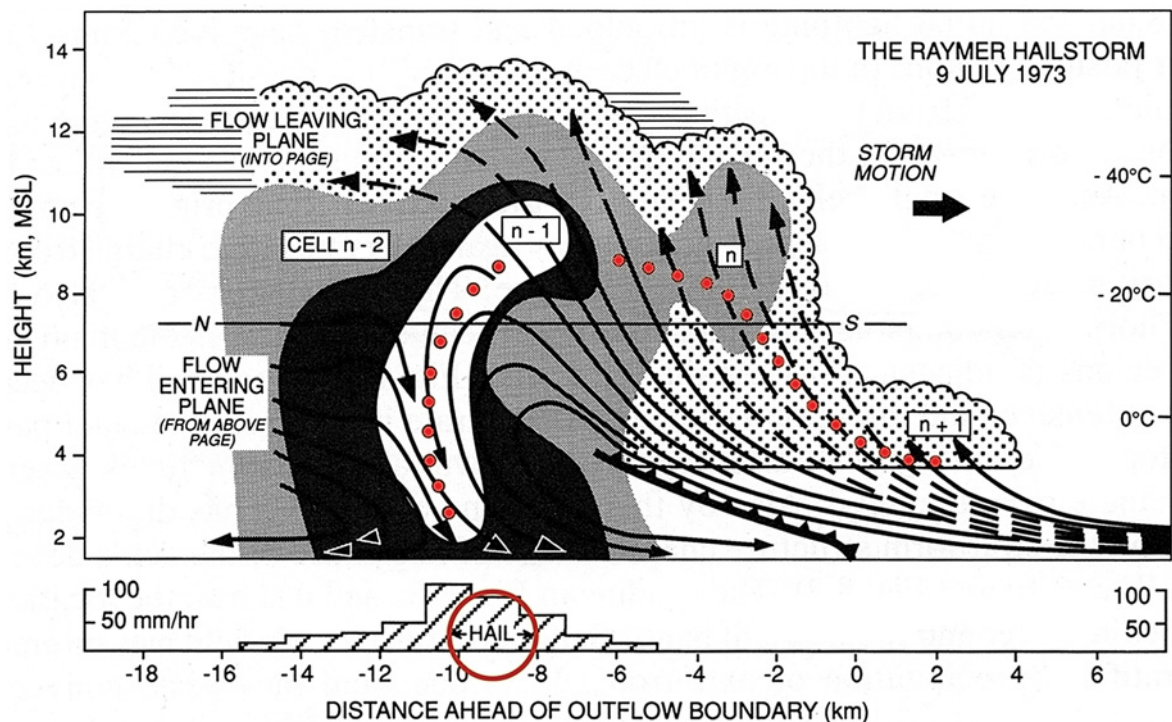 THE RAYMER HAILSTORM
9 JULY 1973
14
12
10
8
6
4
2
HEIGHT (km, MSL)
FLOW LEAVING
PLANE
(INTO PAGE)
STORM
MOTION
- 40°C
- 20°C
0°C
CELL n - 2
n - 1
n
N
S
FLOW
ENTERING
PLANE
(FROM ABOVE
PAGE)
n + 1
100
50 mm/hr
HAIL
100
50
-18 -16 -14 -12 -10 -8 -6 -4 -2 0 2 4 6
DISTANCE AHEAD OF OUTFLOW BOUNDARY (km)